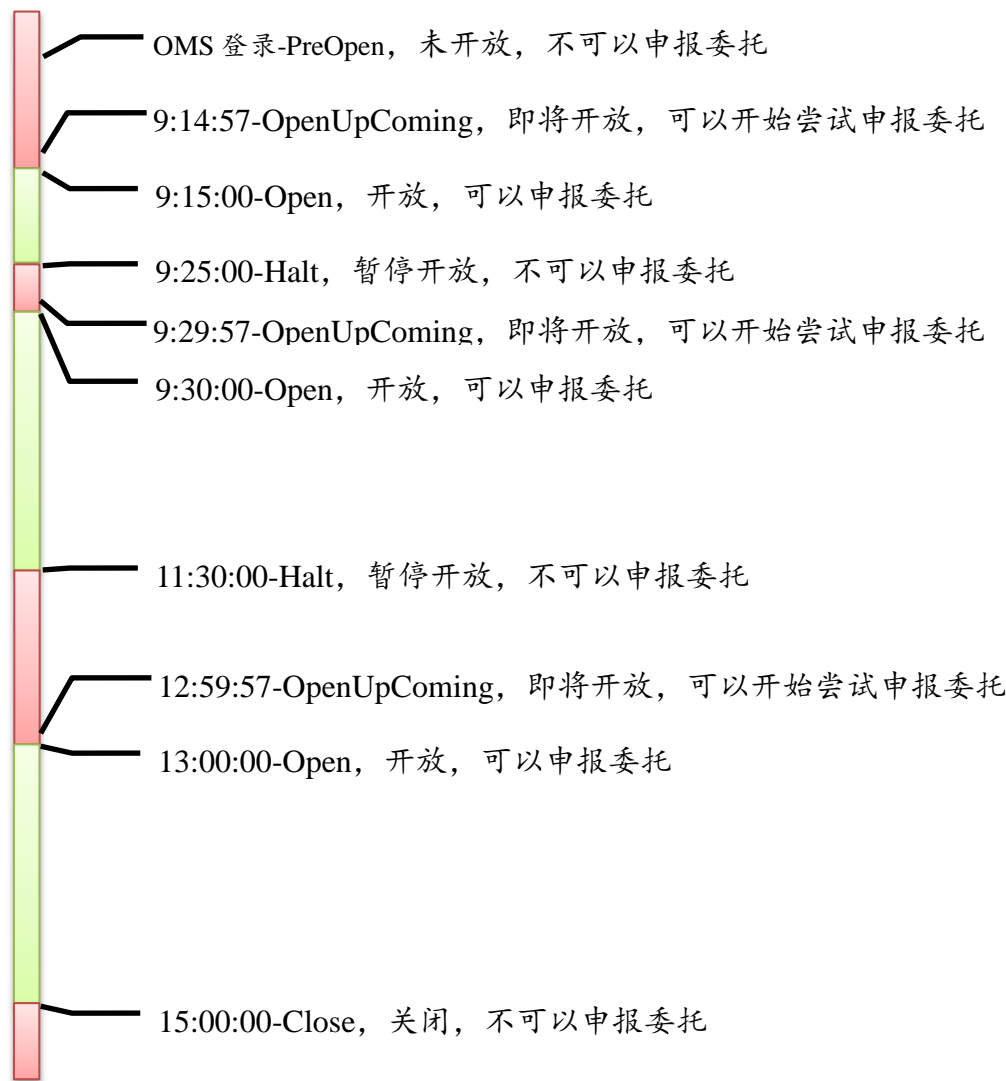 OMS 登录-PreOpen，未开放，不可以申报委托
9:14:57-OpenUpComing，即将开放，可以开始尝试申报委托
9:15:00-Open，开放，可以申报委托
9:25:00-Halt，暂停开放，不可以申报委托
9:29:57-OpenUpComing，即将开放，可以开始尝试申报委托
9:30:00-Open，开放，可以申报委托
11:30:00-Halt，暂停开放，不可以申报委托
12:59:57-OpenUpComing，即将开放，可以开始尝试申报委托
13:00:00-Open，开放，可以申报委托
15:00:00-Close，关闭，不可以申报委托